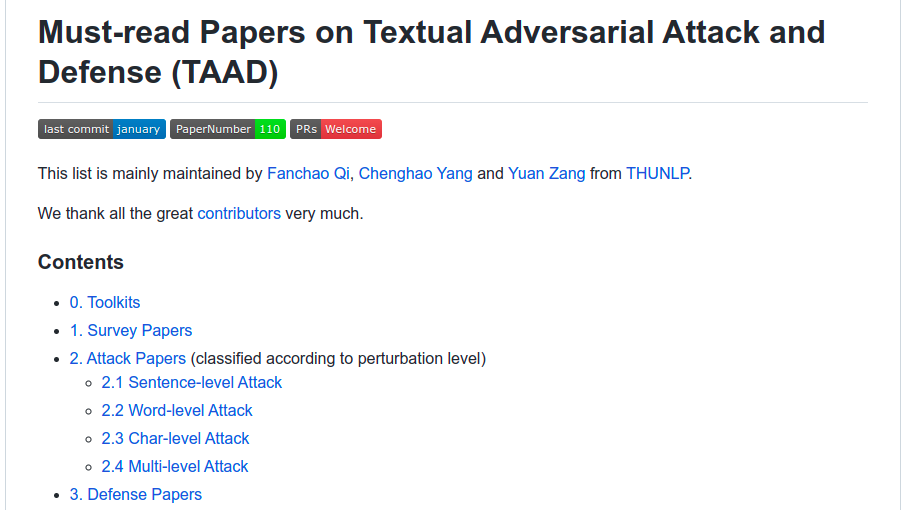 Must-read Papers on Textual Adversarial Attack and
Defense (TAAD)
last commit january PaperNumber 110 PRs Welcome
This list is mainly maintained by Fanchao Qi, Chenghao Yang and Yuan Zang from THUNLP.
We thank all the great contributors very much.
Contents
0. Toolkits
1. Survey Papers
2. Attack Papers (classified according to perturbation level)
2.1 Sentence-level Attack
2.2 Word-level Attack
2.3 Char-level Attack
2.4 Multi-level Attack
3. Defense Papers